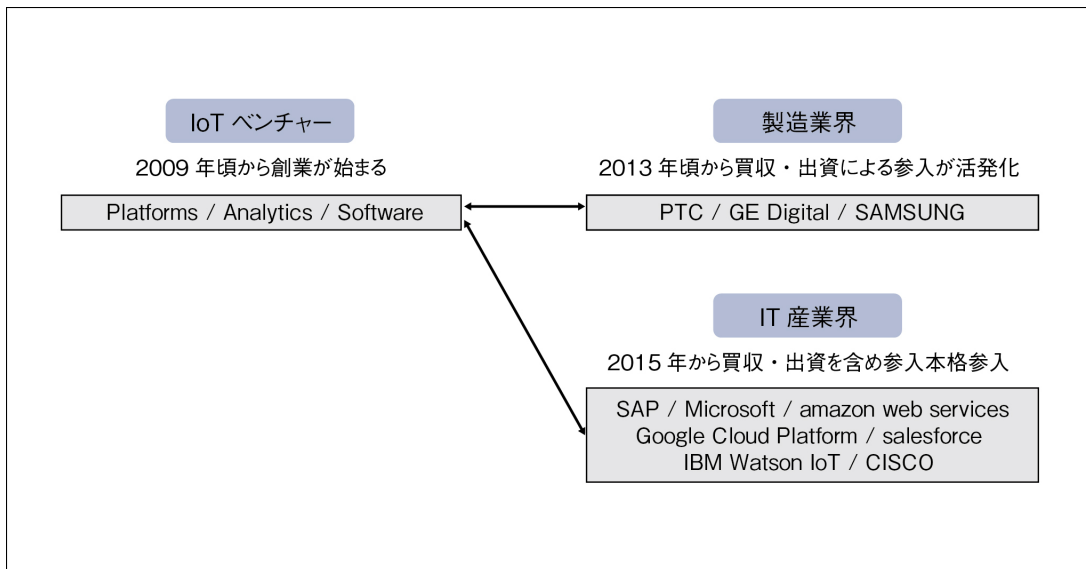 IoT ベンチャー
2009 年頃から創業が始まる
Platforms / Analytics / Software
製造業界
2013 年頃から買収・出資による参入が活発化
PTC / GE Digital / SAMSUNG
IT 産業界
2015 年から買収・出資を含め参入本格参入
SAP / Microsoft / amazon web services
Google Cloud Platform / salesforce
IBM Watson IoT / CISCO